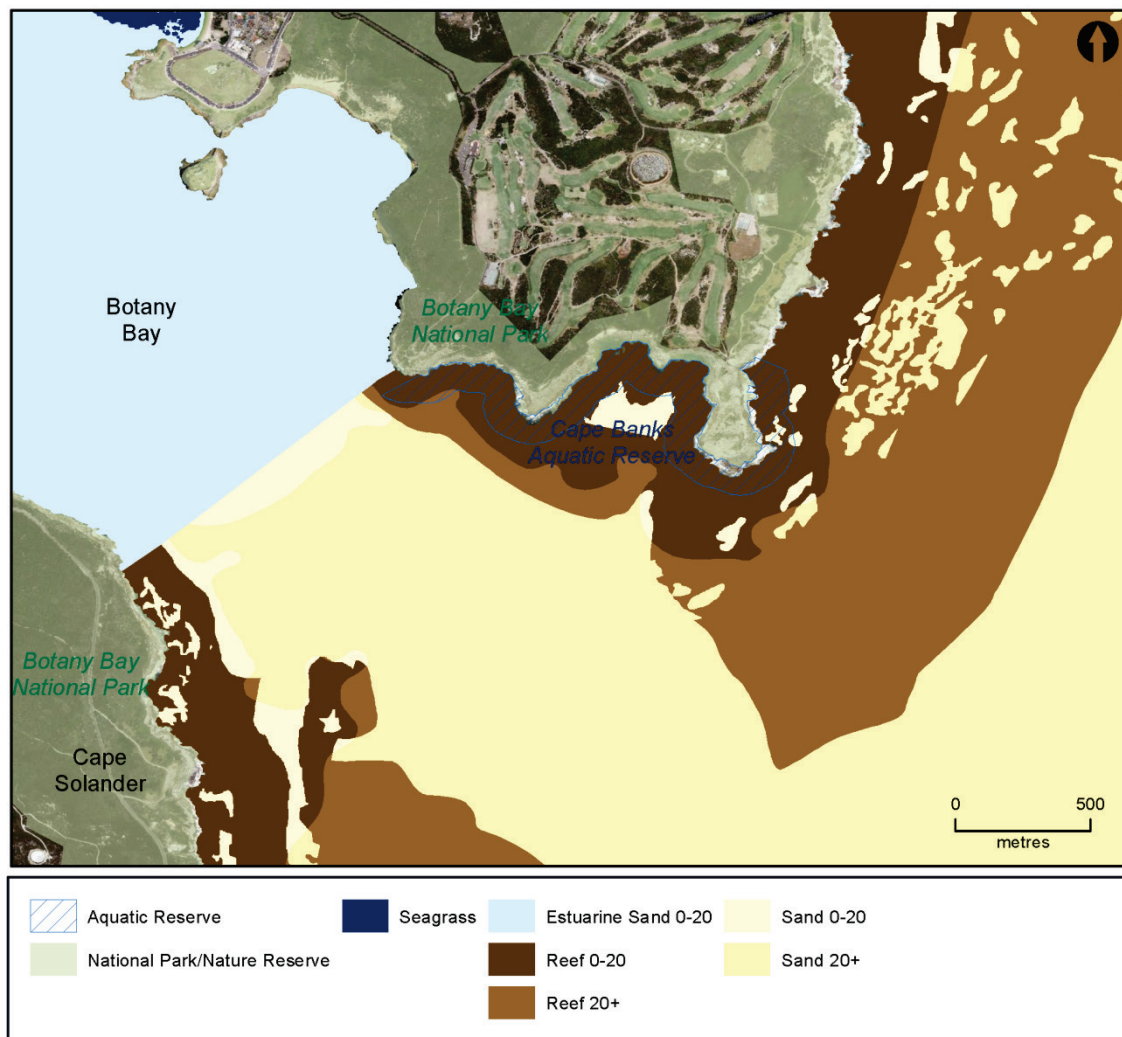 Botany
Bay
Botany Bay
National Park
Cape Banks
Aquatic Reserve
Botany Bay
National Park
Cape
Solander
0 500
metres
Aquatic Reserve
Seagrass
Estuarine Sand 0-20
Sand 0-20
National Park/Nature Reserve
Reef 0-20
Sand 20+
Reef 20+